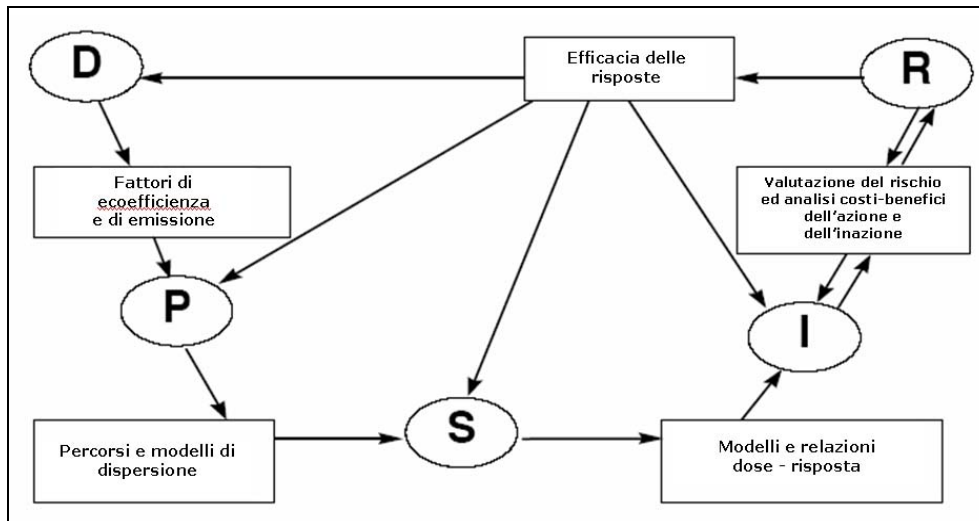 D
Efficacia delle
risposte
R
Fattori di
ecoefficienza
e di emissione
Valutazione del rischio
ed analisi costi-benefici
dell’azione e
dell’inazione
P
I
S
Percorsi e modelli di
dispersione
Modelli e relazioni
dose - risposta